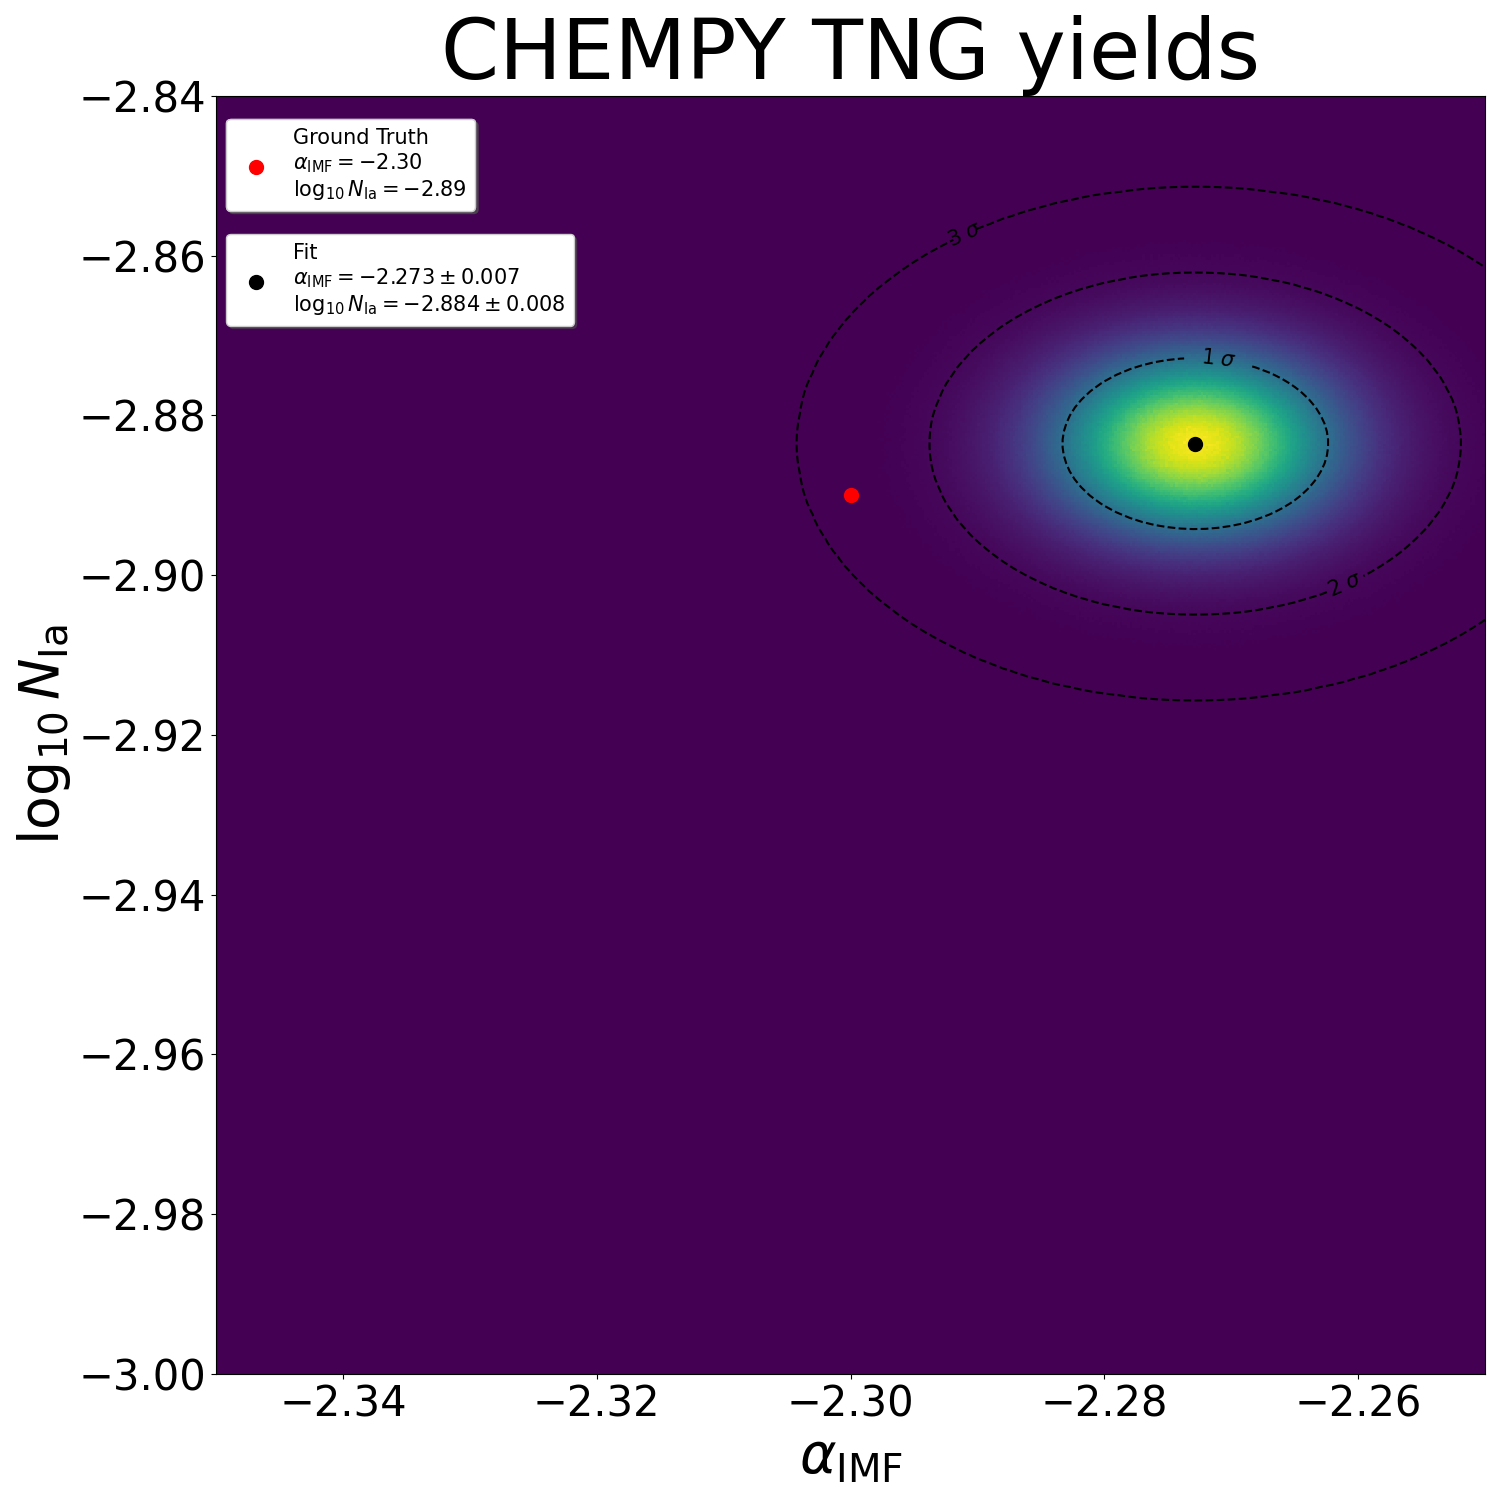 CHEMPY TNG yields
Ground Truth
α_IMF = −2.30
log₁₀ N_Ia = −2.89
Fit
α_IMF = −2.273 ± 0.007
log₁₀ N_Ia = −2.884 ± 0.008
3 σ
1 σ
2 σ
−2.84
−2.86
−2.88
−2.90
−2.92
−2.94
−2.96
−2.98
−3.00
log₁₀ N_Ia
−2.34 −2.32 −2.30 −2.28 −2.26
α_IMF